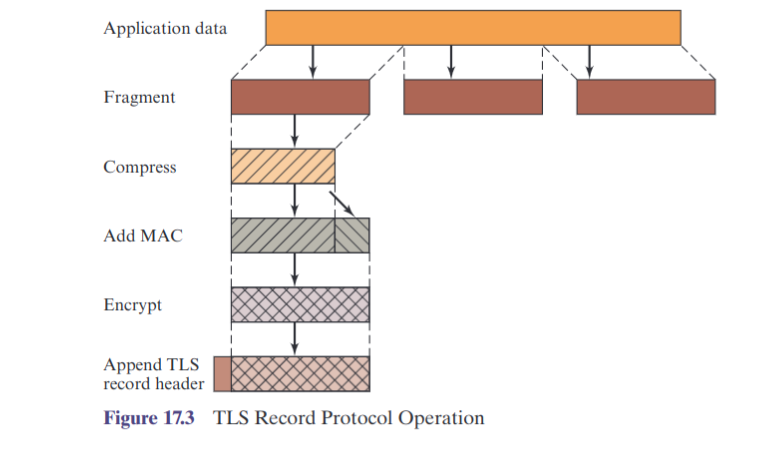 Application data
Fragment
Compress
Add MAC
Encrypt
Append TLS
record header
Figure 17.3 TLS Record Protocol Operation